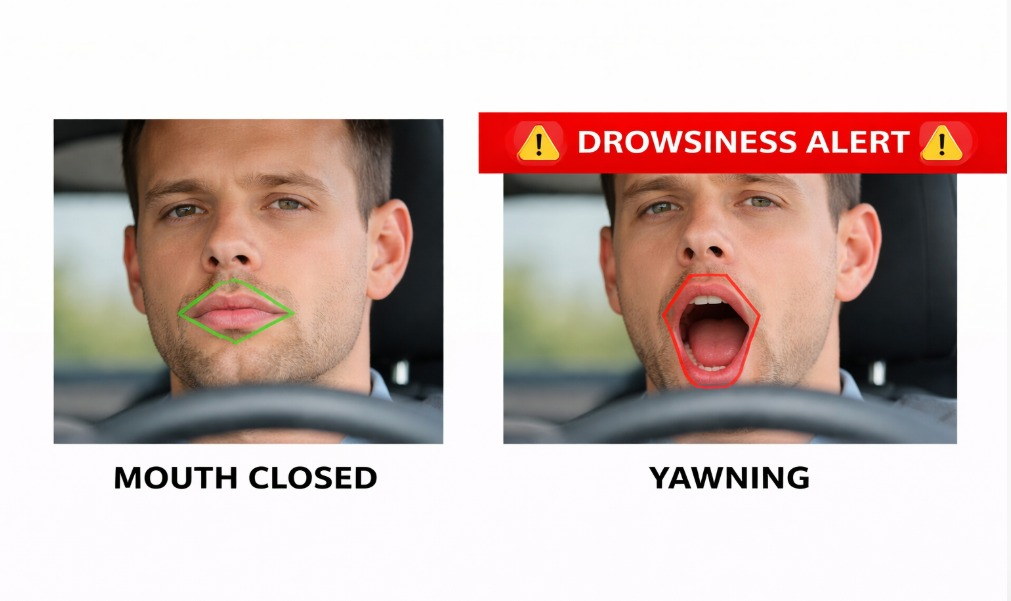 ⚠ DROWSINESS ALERT ⚠
MOUTH CLOSED
YAWNING